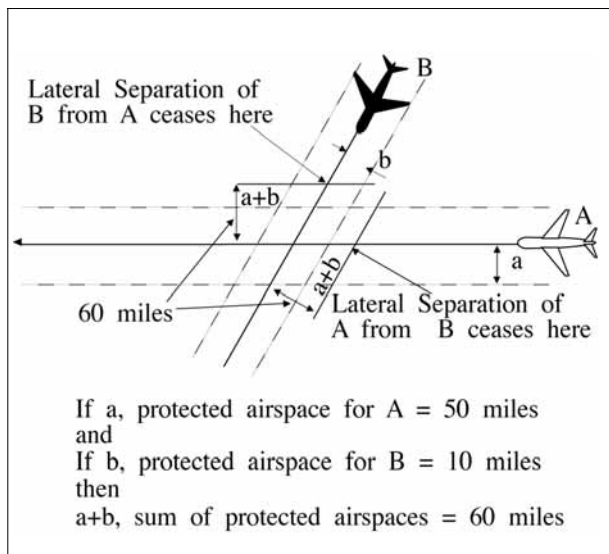 B
Lateral Separation of
B from A ceases here
b
a+b
A
a
a+b
60 miles
Lateral Separation of
A from B ceases here
If a, protected airspace for A = 50 miles
and
If b, protected airspace for B = 10 miles
then
a+b, sum of protected airspaces = 60 miles